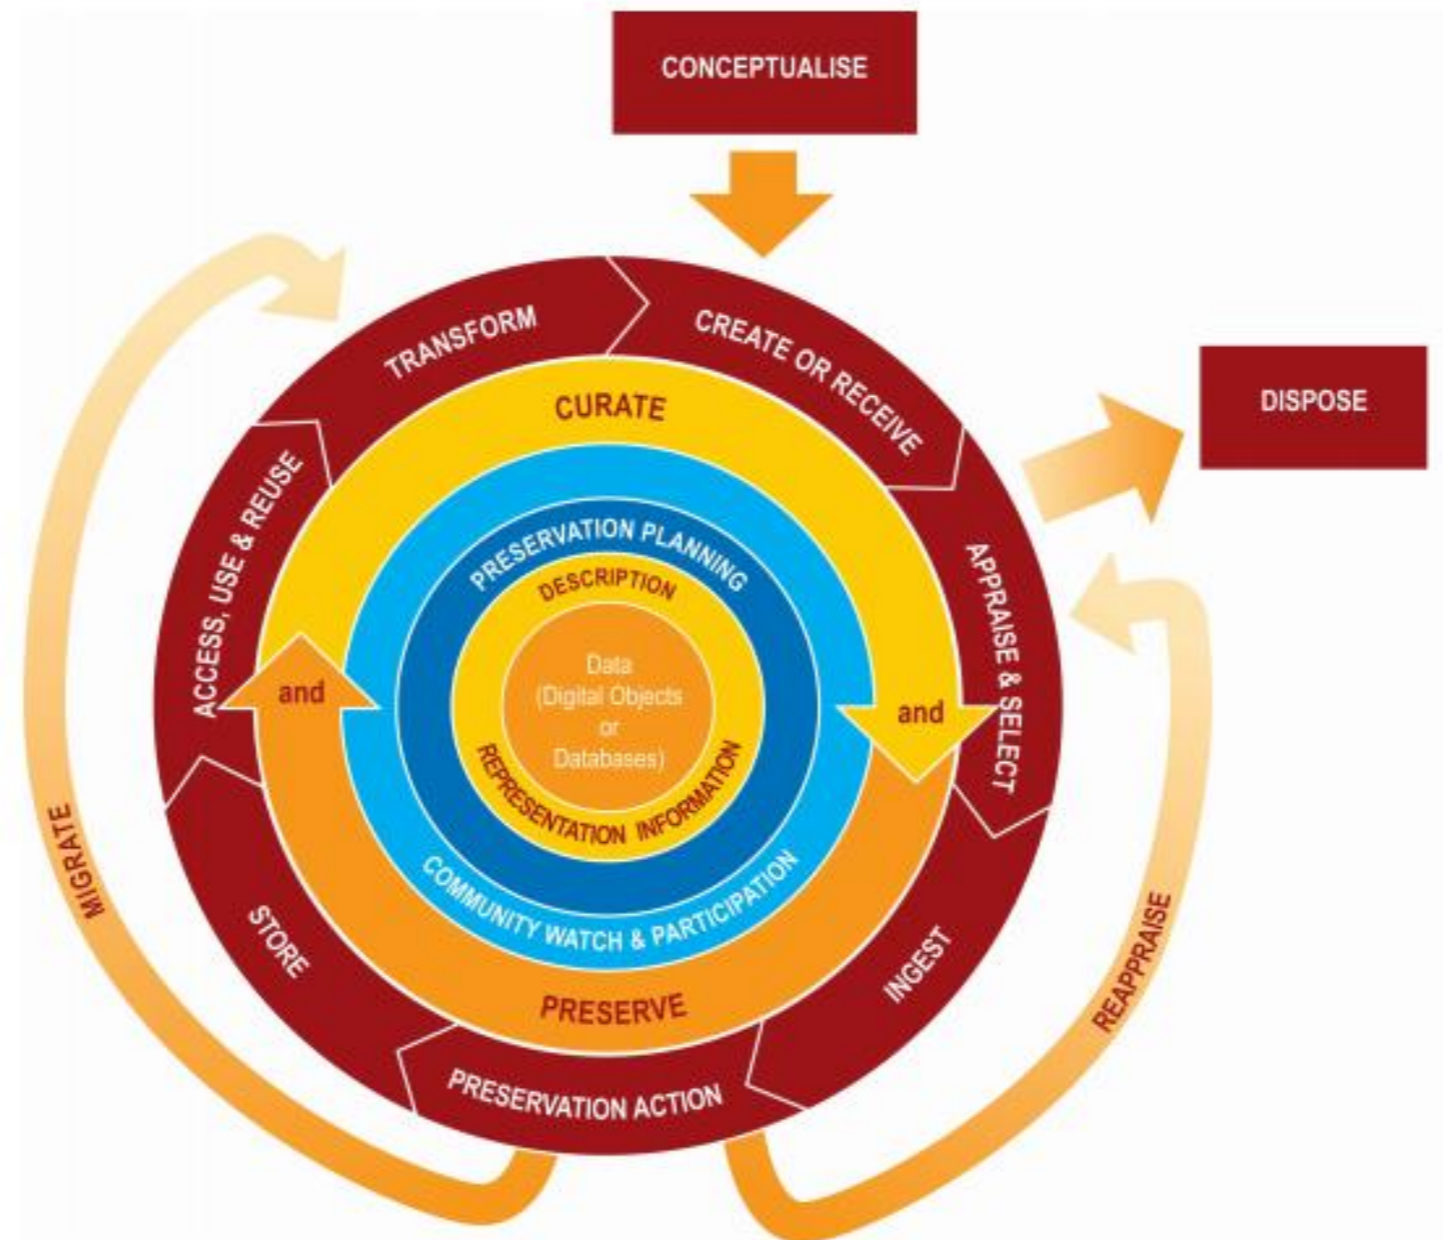 CONCEPTUALISE
DISPOSE
TRANSFORM
CREATE OR RECEIVE
APPRAISE & SELECT
INGEST
PRESERVATION ACTION
STORE
ACCESS, USE & REUSE
CURATE
and
PRESERVE
and
COMMUNITY WATCH & PARTICIPATION
PRESERVATION PLANNING
DESCRIPTION
REPRESENTATION INFORMATION
Data
(Digital Objects
or
Databases)
MIGRATE
REAPPRAISE